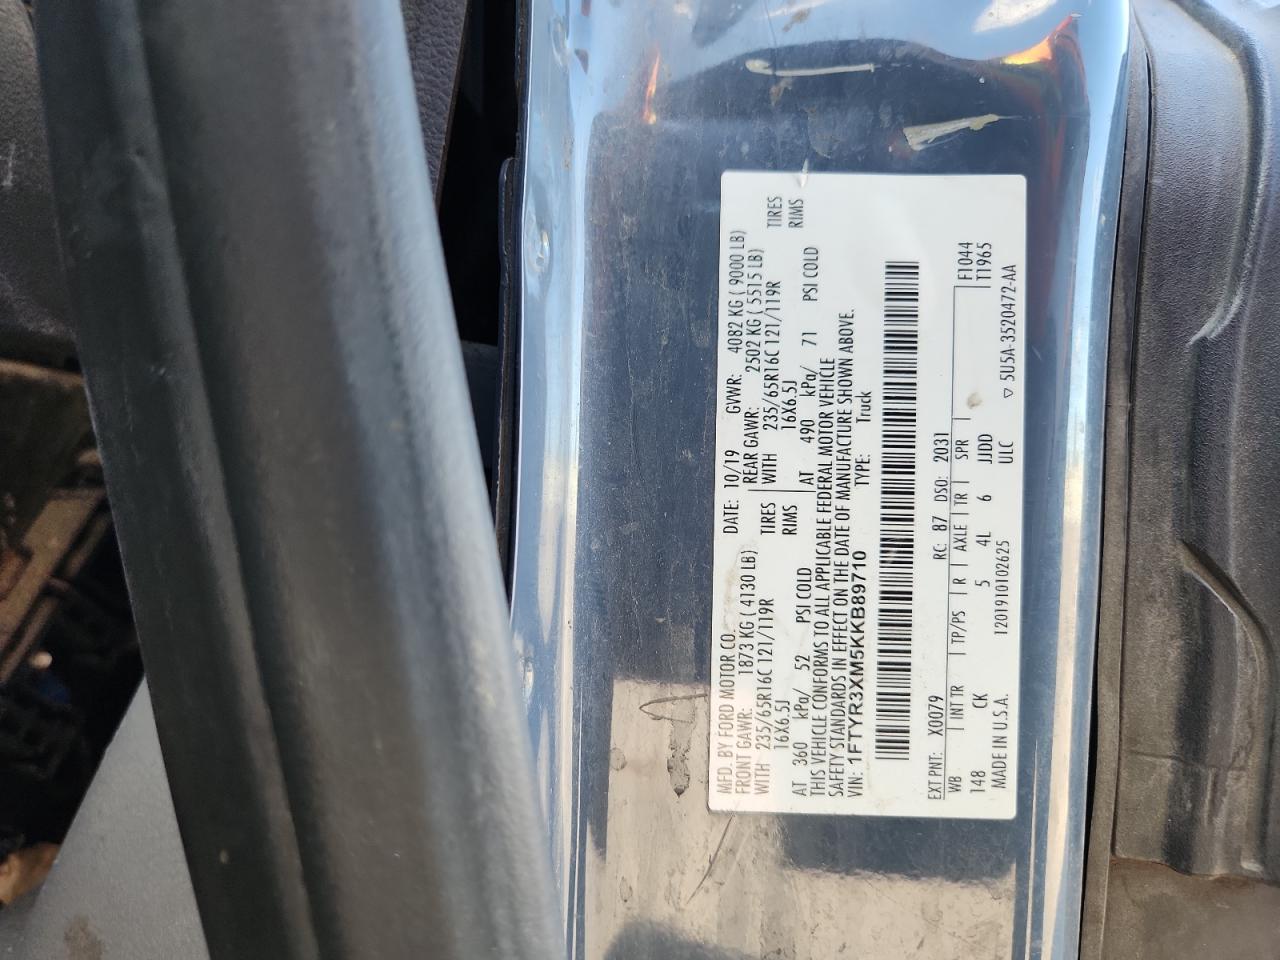 MFD. BY FORD MOTOR CO.
DATE: 10/19 GVWR: 4082 KG ( 9000 LB)
FRONT GAWR: 1873 KG ( 4130 LB) REAR GAWR: 2502 KG ( 5515 LB)
WITH 235/65R16C 121/119R TIRES WITH 235/65R16C 121/119R TIRES
16X6.5J RIMS 16X6.5J RIMS
AT 360 kPa/ 52 PSI COLD AT 490 kPa/ 71 PSI COLD
THIS VEHICLE CONFORMS TO ALL APPLICABLE FEDERAL MOTOR VEHICLE
SAFETY STANDARDS IN EFFECT ON THE DATE OF MANUFACTURE SHOWN ABOVE.
VIN: 1FTYR3XM5KKB89710 TYPE: Truck
EXT PNT: X0079 RC: 87 DSO: 2031
WB INT TR TP/PS R AXLE TR SPR F1044
148 CK 5 4L 6 JJDD T1965
MADE IN U.S.A. 120191010262​5 ULC ▽ 5U5A-3520472-AA